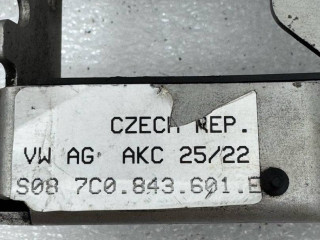 CZECH REP.
VW AG AKC 25/22
S08 7C0.843.601.E